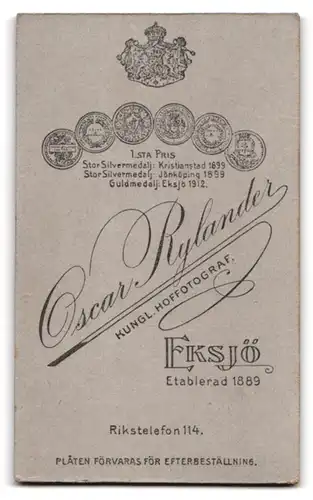 1.STA PRIS
Stor Silvermedalj: Kristianstad 1899
Stor Silvermedalj: Jönköping 1899
Guldmedalj: Eksjö 1912.
Oscar Rylander
KUNGL. HOFFOTOGRAF.
EKSJÖ
Etablerad 1889
Rikstelefon 114.
PLÅTEN FÖRVARAS FÖR EFTERBESTÄLLNING.